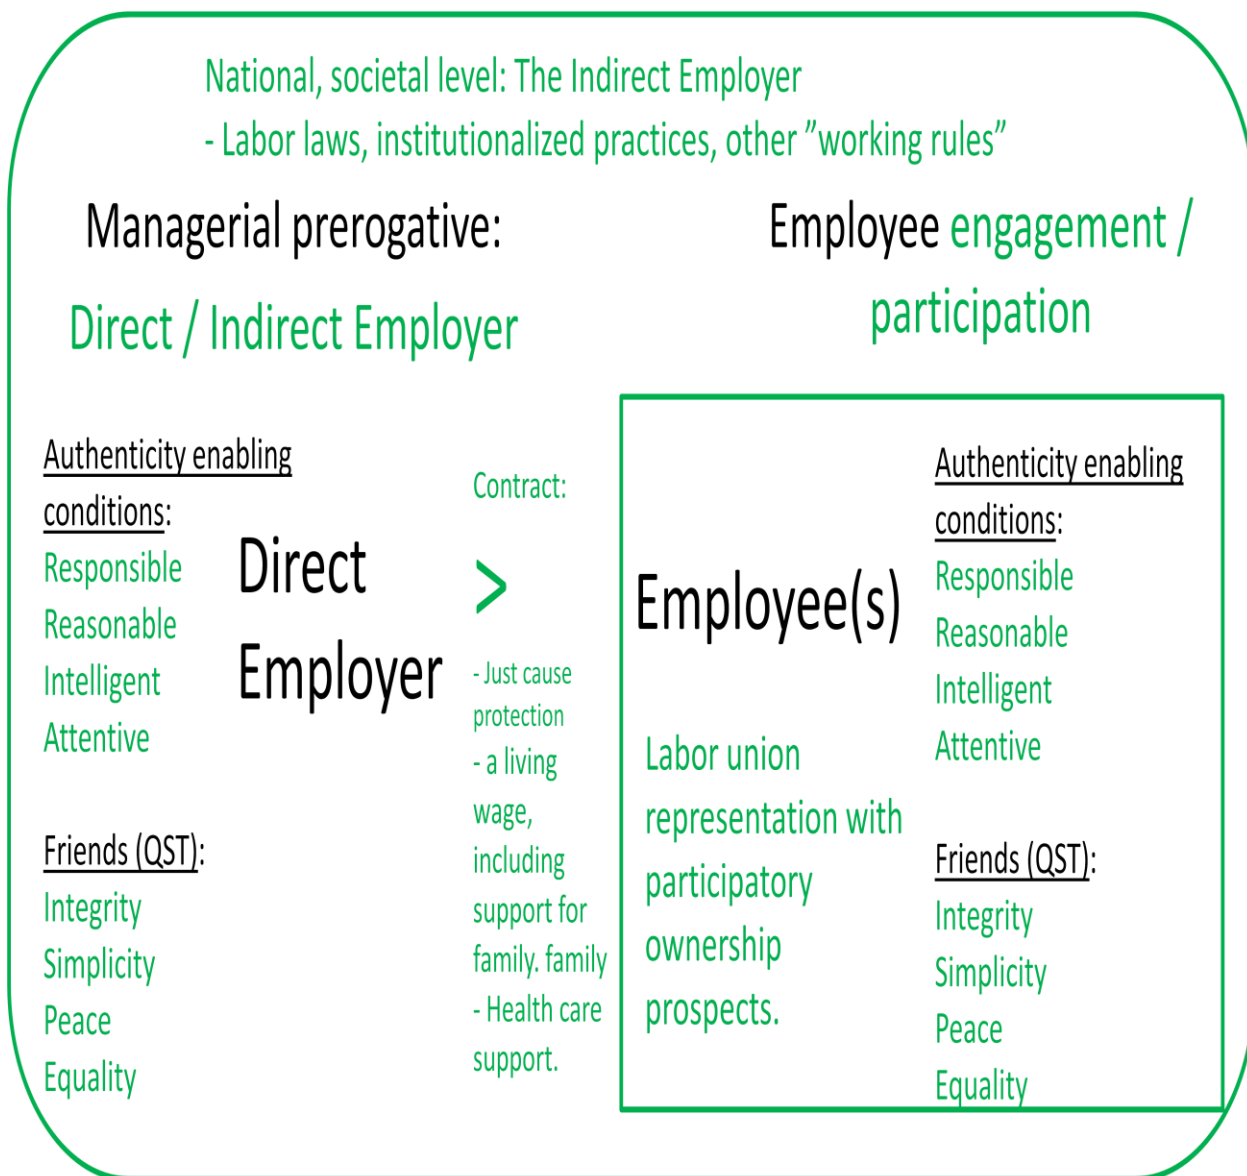 National, societal level: The Indirect Employer
- Labor laws, institutionalized practices, other ”working rules”
Managerial prerogative:
Direct / Indirect Employer
Employee engagement /
participation
Authenticity enabling
conditions:
Responsible
Reasonable
Intelligent
Attentive
Friends (QST):
Integrity
Simplicity
Peace
Equality
Direct
Employer
Contract:
>
- Just cause
protection
- a living
wage,
including
support for
family. family
- Health care
support.
Employee(s)
Labor union
representation with
participatory
ownership
prospects.
Authenticity enabling
conditions:
Responsible
Reasonable
Intelligent
Attentive
Friends (QST):
Integrity
Simplicity
Peace
Equality